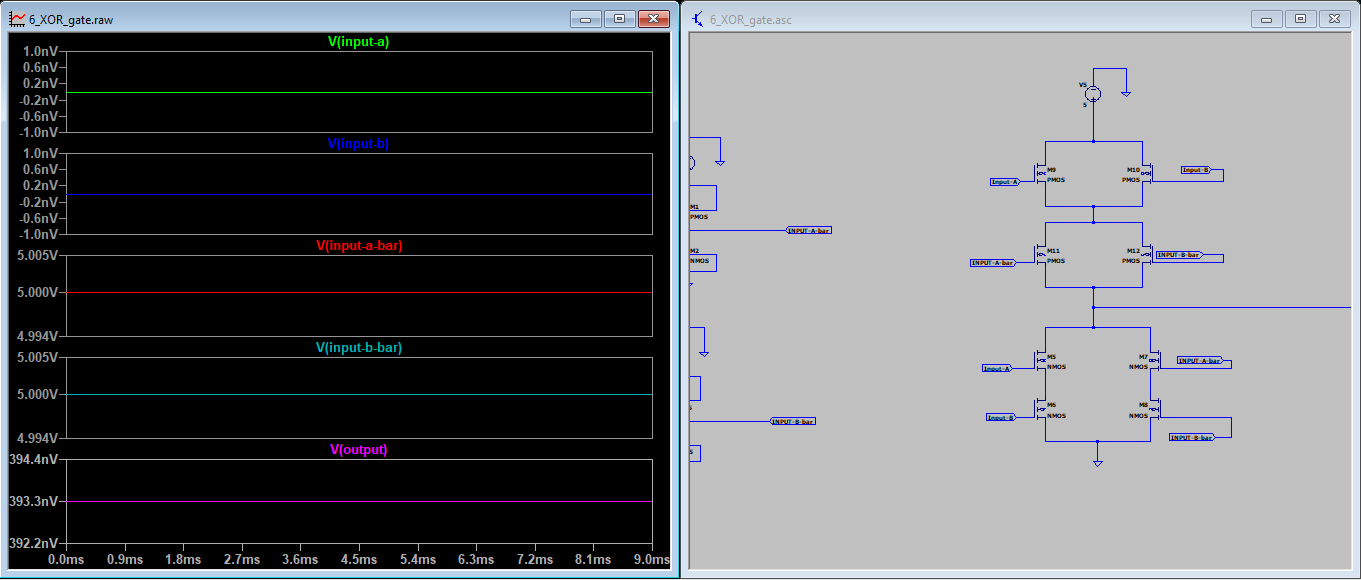 6_XOR_gate.raw
V(input-a)
1.0nV
0.6nV
0.2nV
-0.2nV
-0.6nV
-1.0nV
V(input-b)
1.0nV
0.6nV
0.2nV
-0.2nV
-0.6nV
-1.0nV
V(input-a-bar)
5.005V
5.000V
4.994V
V(input-b-bar)
5.005V
5.000V
4.994V
V(output)
394.4nV
393.3nV
392.2nV
0.0ms 0.9ms 1.8ms 2.7ms 3.6ms 4.5ms 5.4ms 6.3ms 7.2ms 8.1ms 9.0ms
6_XOR_gate.asc
V5
5
M9
PMOS
Input-A
M10
PMOS
Input-B
M1
PMOS
INPUT-A-bar
M2
NMOS
M11
PMOS
INPUT-A-bar
M12
PMOS
INPUT-B-bar
M5
NMOS
Input-A
M7
NMOS
INPUT-A-bar
M6
NMOS
Input-B
M8
NMOS
INPUT-B-bar
INPUT-B-bar